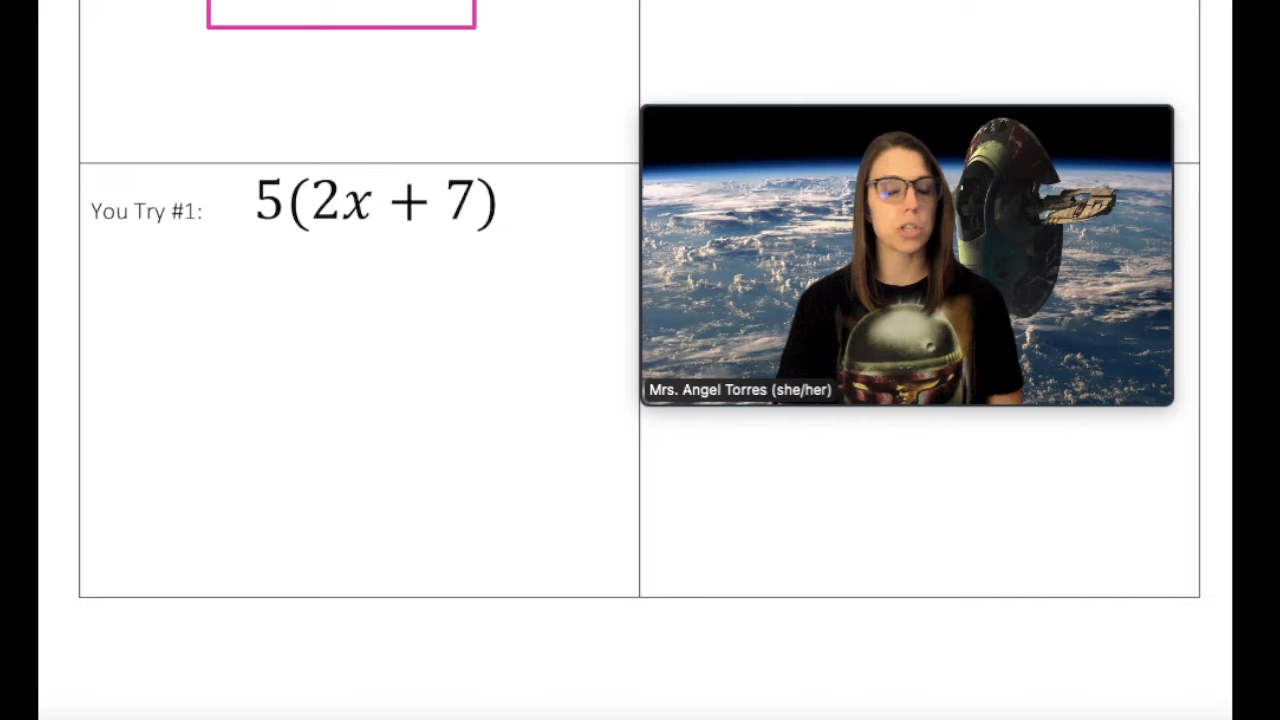 You Try #1: 5(2x + 7)
Mrs. Angel Torres (she/her)